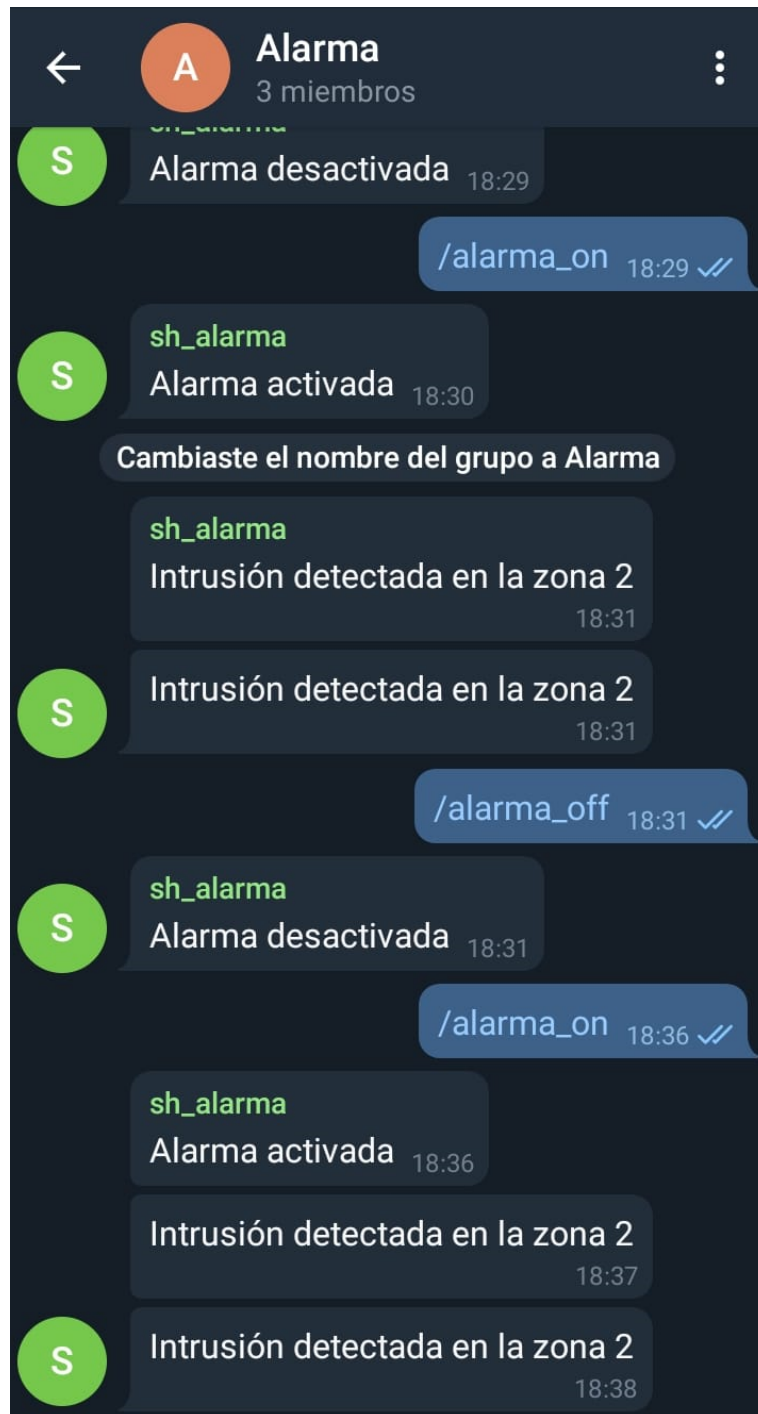 A
Alarma
3 miembros
S
sh_alarma
Alarma desactivada 18:29
/alarma_on 18:29
sh_alarma
S
Alarma activada 18:30
Cambiaste el nombre del grupo a Alarma
sh_alarma
Intrusión detectada en la zona 2
18:31
S
Intrusión detectada en la zona 2
18:31
/alarma_off 18:31
sh_alarma
S
Alarma desactivada 18:31
/alarma_on 18:36
sh_alarma
Alarma activada 18:36
Intrusión detectada en la zona 2
18:37
S
Intrusión detectada en la zona 2
18:38